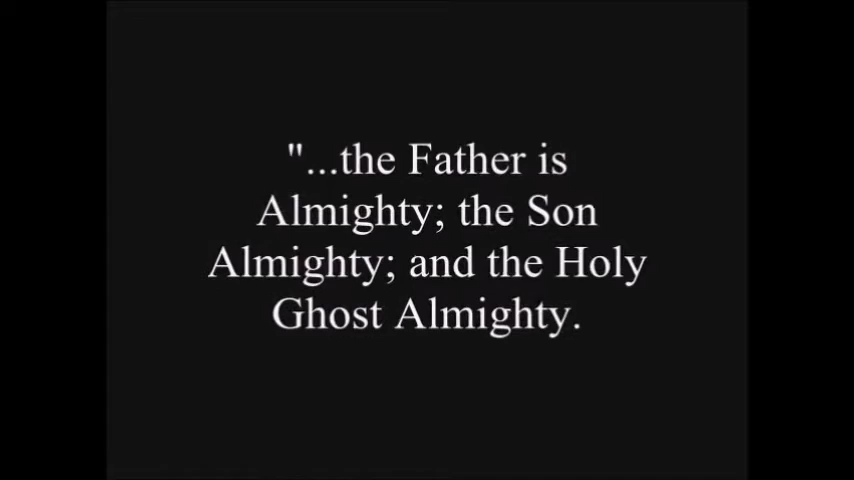 "...the Father is
Almighty; the Son
Almighty; and the Holy
Ghost Almighty.